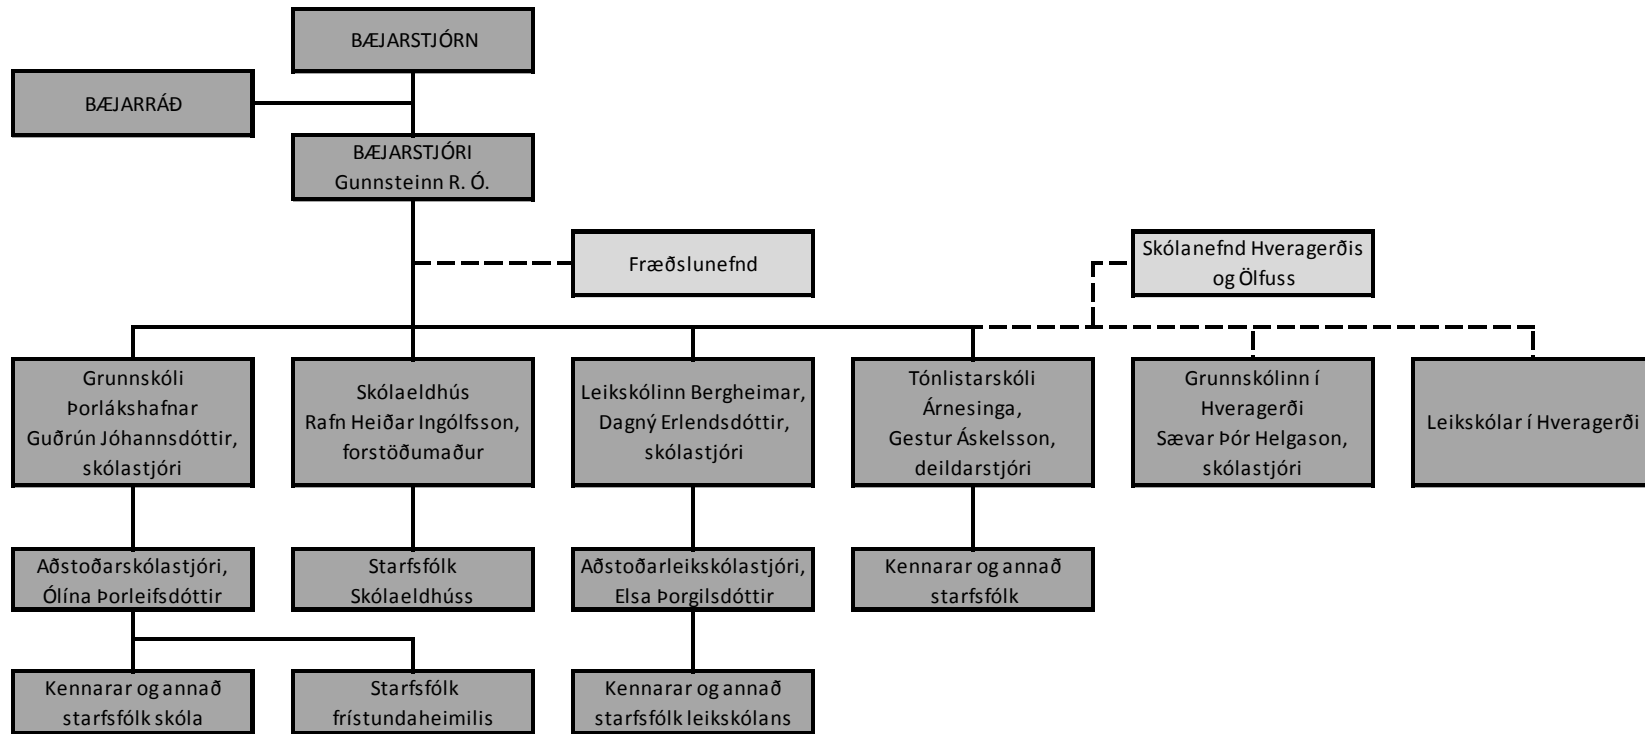 BÆJARSTJÓRN
BÆJARRÁÐ
BÆJARSTJÓRI
Gunnsteinn R. Ó.
Fræðslunefnd
Skólanefnd Hveragerðis
og Ölfuss
Grunnskóli
Þorlákshafnar
Guðrún Jóhannsdóttir,
skólastjóri
Skólaeldhús
Rafn Heiðar Ingólfsson,
forstöðumaður
Leikskólinn Bergheimar,
Dagný Erlendsdóttir,
skólastjóri
Tónlistarskóli
Árnesinga,
Gestur Áskelsson,
deildarstjóri
Grunnskólinn í
Hveragerði
Sævar Þór Helgason,
skólastjóri
Leikskólar í Hveragerði
Aðstoðarskólastjóri,
Ólína Þorleifsdóttir
Starfsfólk
Skólaeldhúss
Aðstoðarleikskólastjóri,
Elsa Þorgilsdóttir
Kennarar og annað
starfsfólk
Kennarar og annað
starfsfólk skóla
Starfsfólk
frístundaheimilis
Kennarar og annað
starfsfólk leikskólans